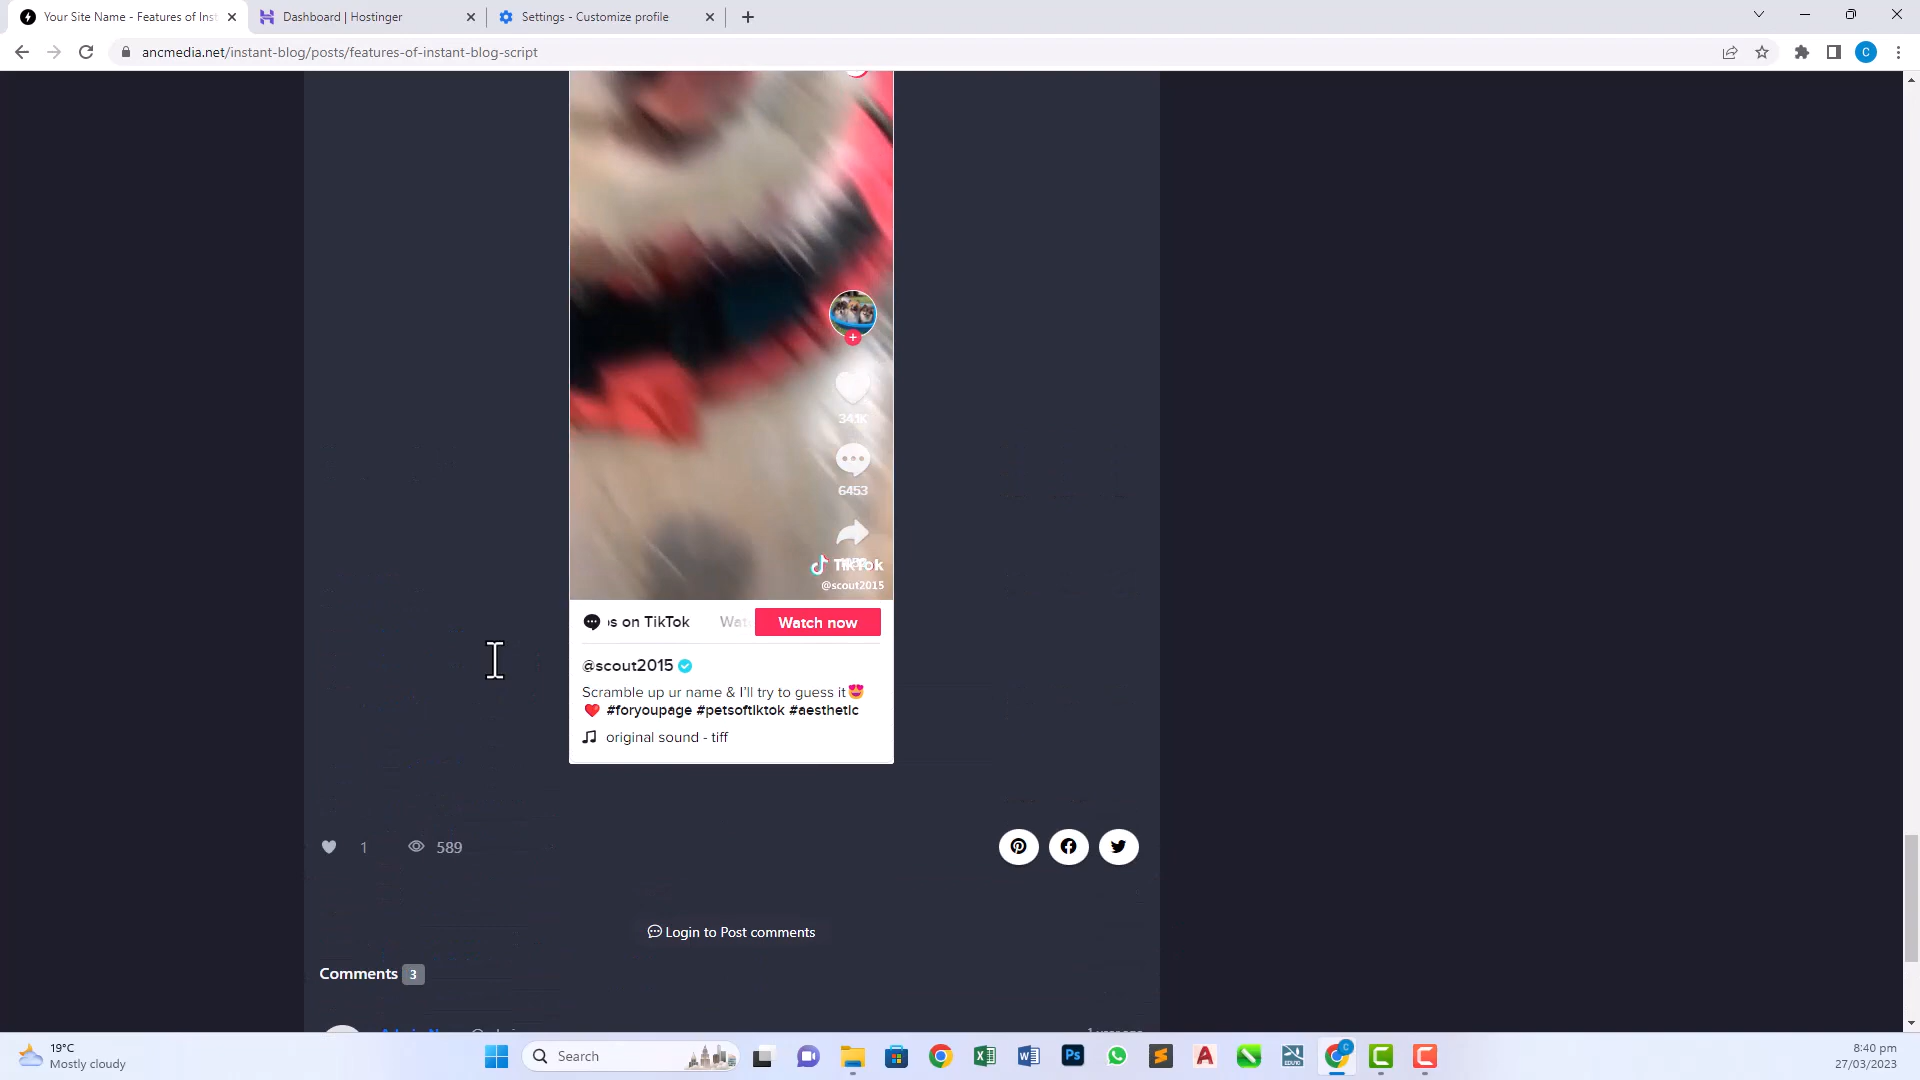 Your Site Name - Features of Inst
Dashboard | Hostinger
Settings - Customize profile
ancmedia.net/instant-blog/posts/features-of-instant-blog-script
C
341K
6453
TikTok
@scout2015
s on TikTok
Wat
Watch now
@scout2015
Scramble up ur name & I'll try to guess it😍
❤️ #foryoupage #petsoftiktok #aesthetic
original sound - tiff
1
589
Login to Post comments
Comments 3
19°C
Mostly cloudy
Search
8:40 pm
27/03/2023